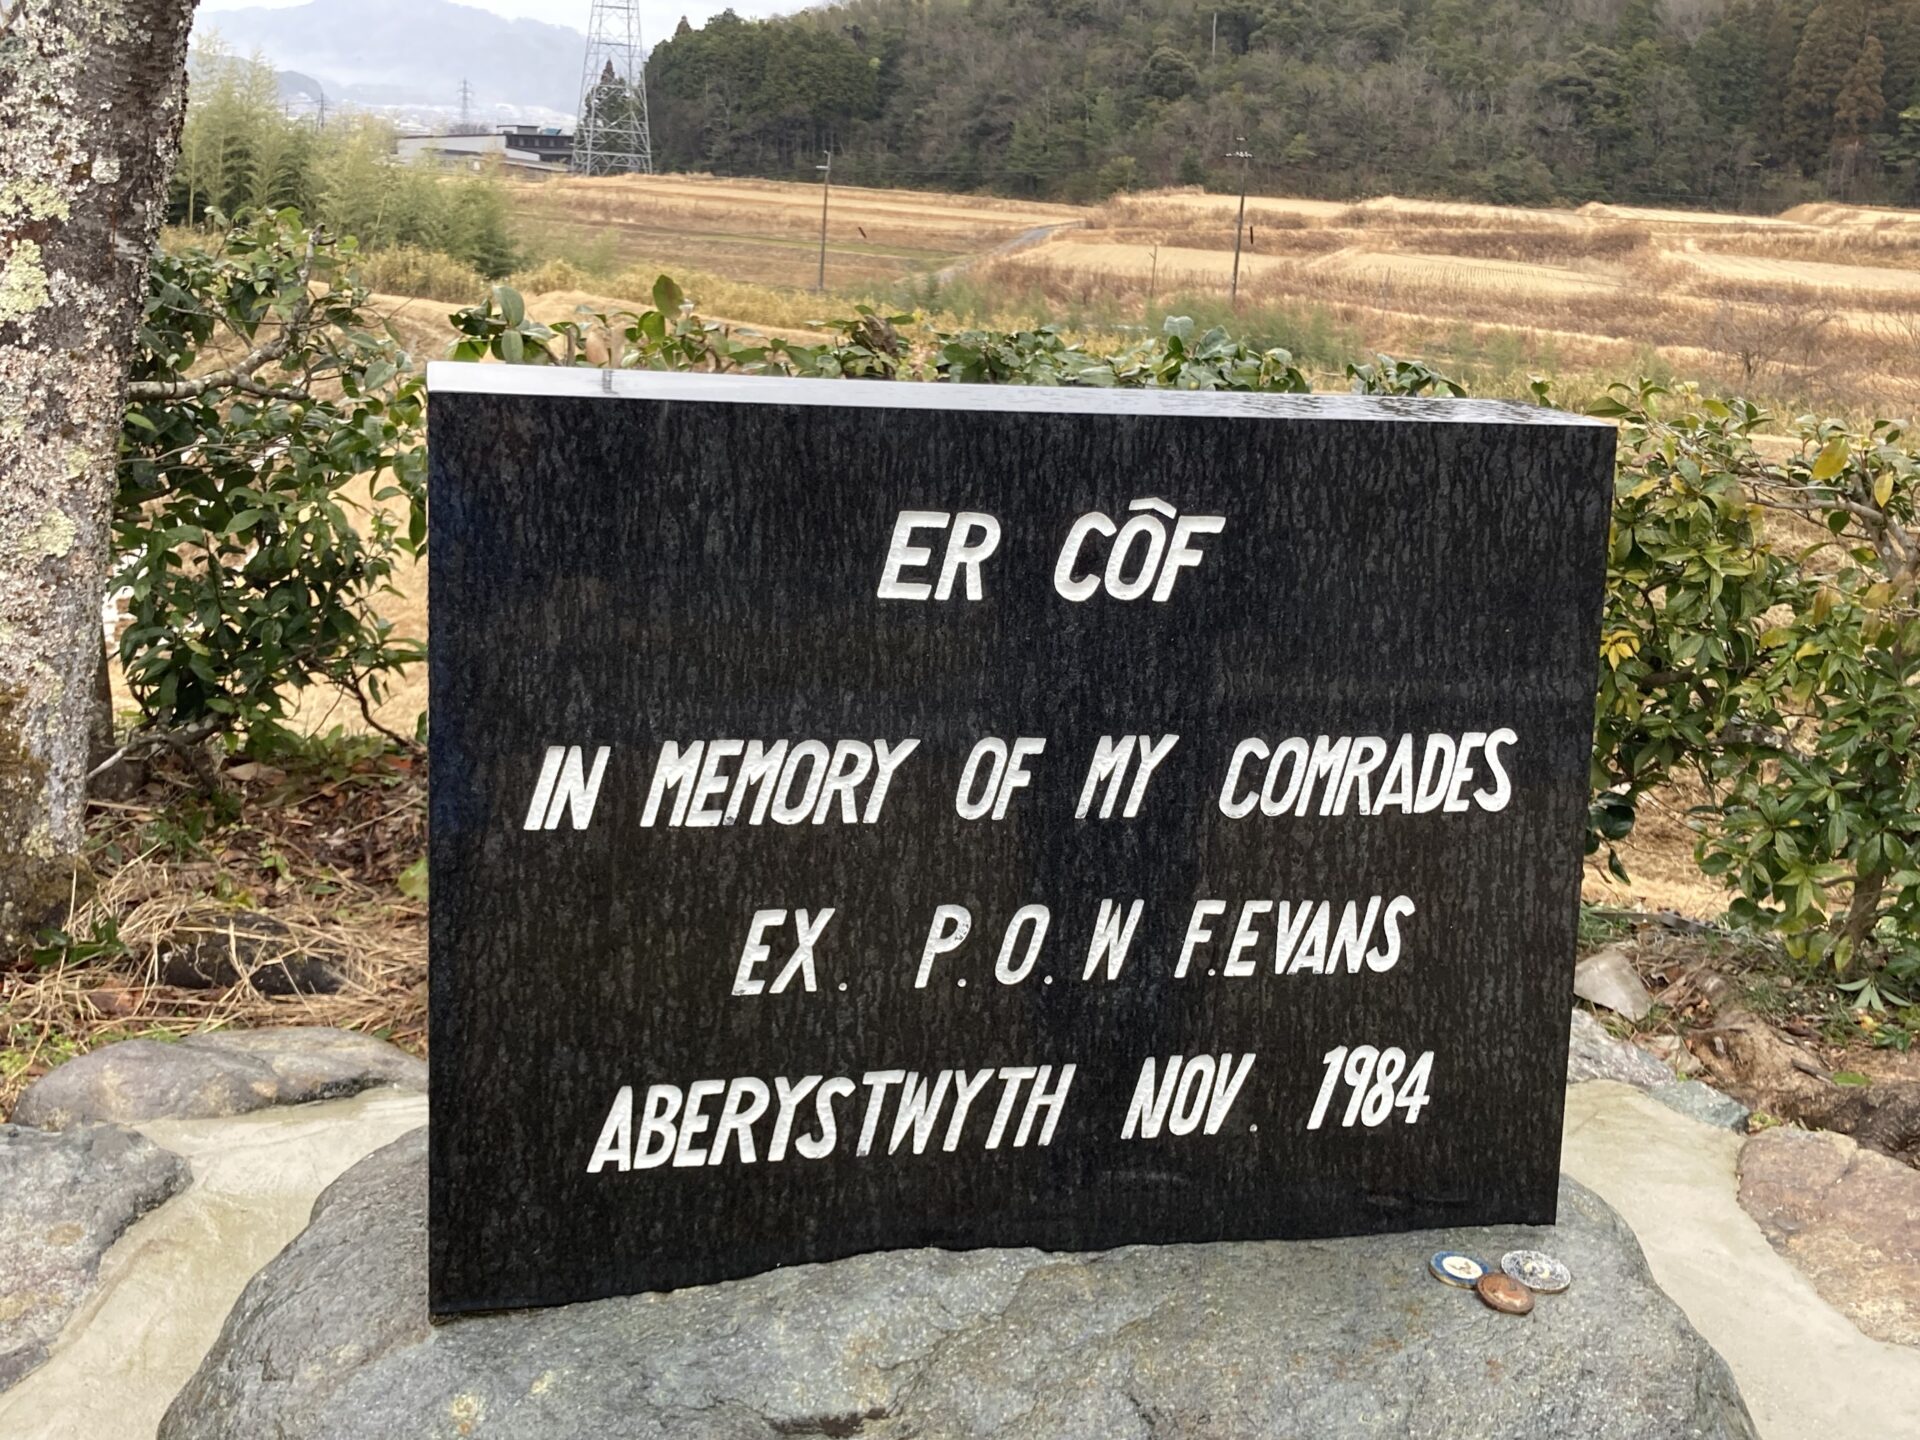 ER CÔF
IN MEMORY OF MY COMRADES
EX. P.O.W F.EVANS
ABERYSTWYTH NOV. 1984